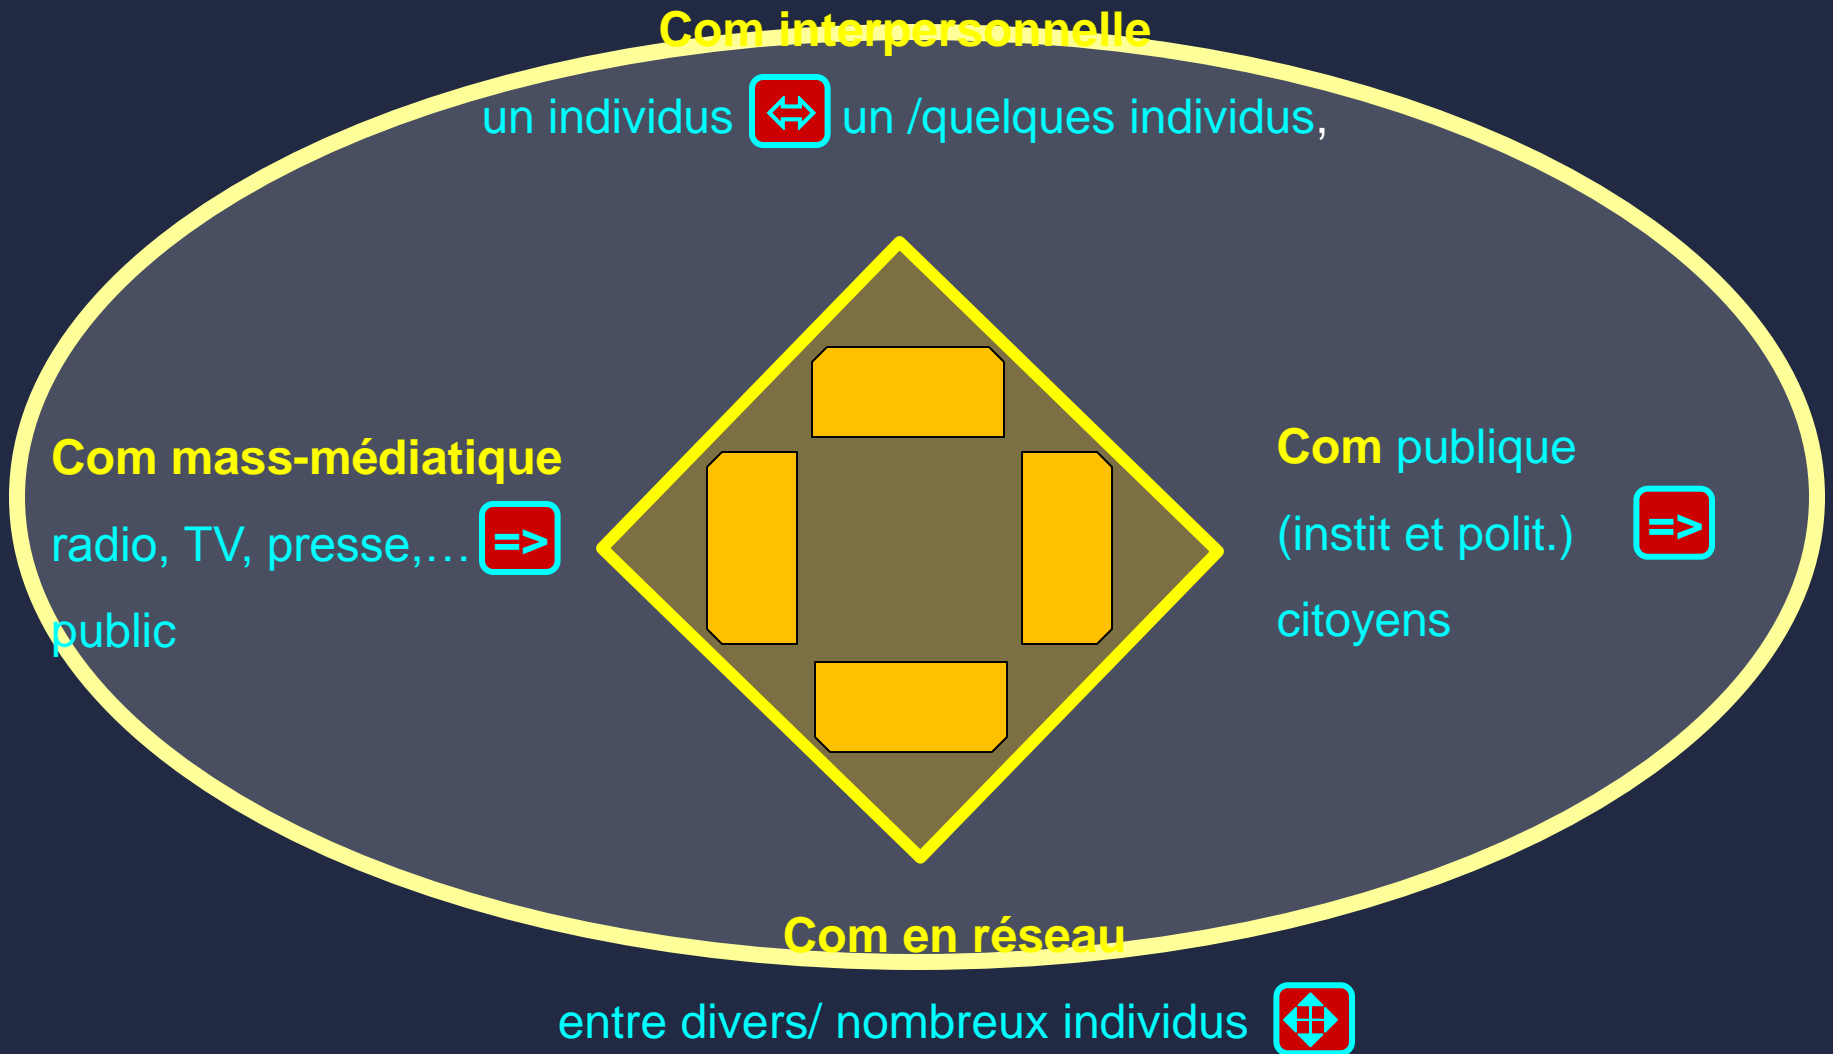 Com interpersonnelle
un individus ⇔ un /quelques individus,
Com mass-médiatique
radio, TV, presse,… =>
public
Com publique
(instit et polit.) =>
citoyens
Com en réseau
entre divers/ nombreux individus